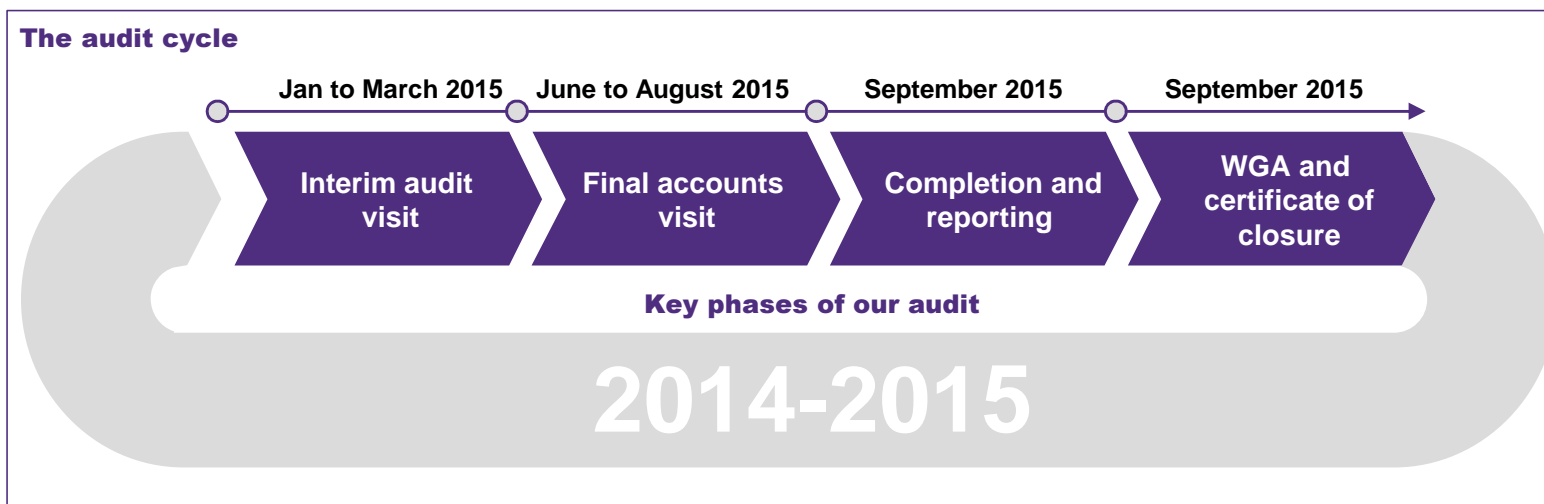 The audit cycle
Jan to March 2015
June to August 2015
September 2015
September 2015
Interim audit
visit
Final accounts
visit
Completion and
reporting
WGA and
certificate of
closure
Key phases of our audit
2014-2015